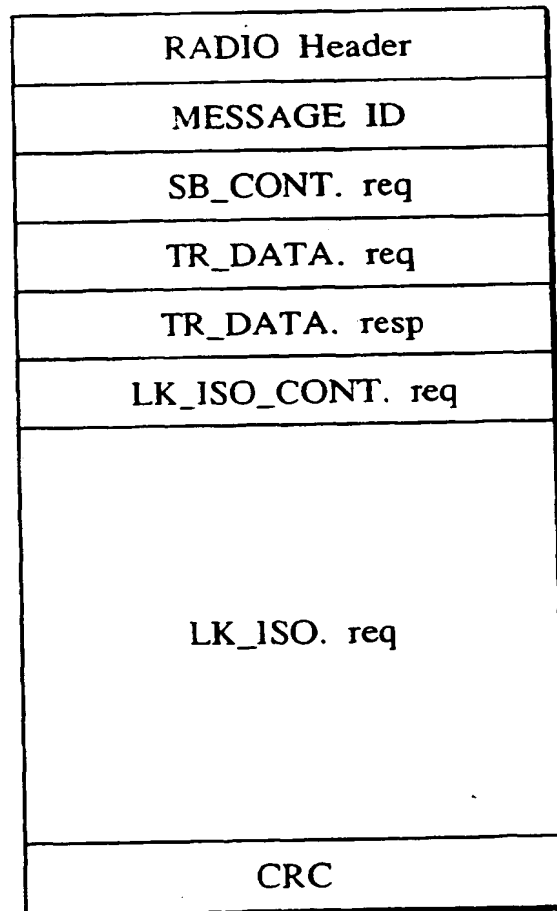 RADIO Header
MESSAGE ID
SB_CONT. req
TR_DATA. req
TR_DATA. resp
LK_ISO_CONT. req
LK_ISO. req
CRC